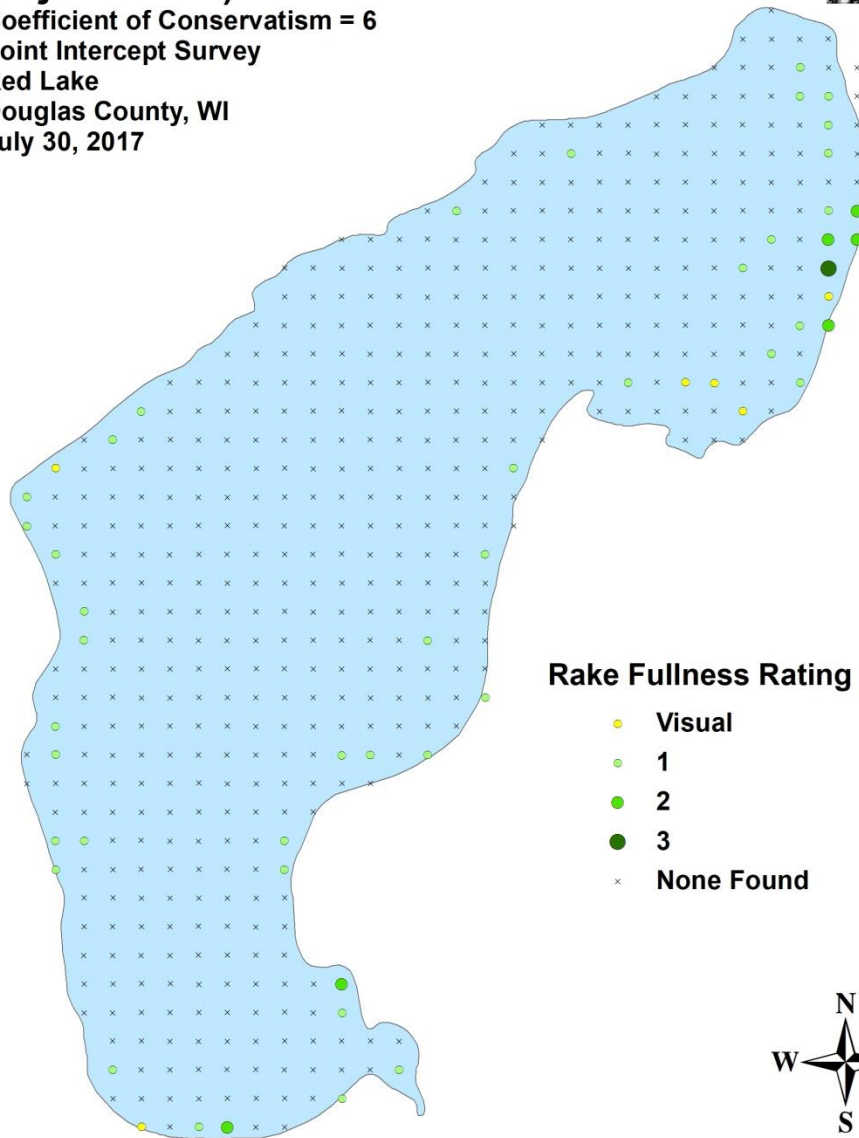 oefficient of Conservatism = 6
oint Intercept Survey
ed Lake
ouglas County, WI
uly 30, 2017
Rake Fullness Rating
Visual
1
2
3
None Found
N
W
S